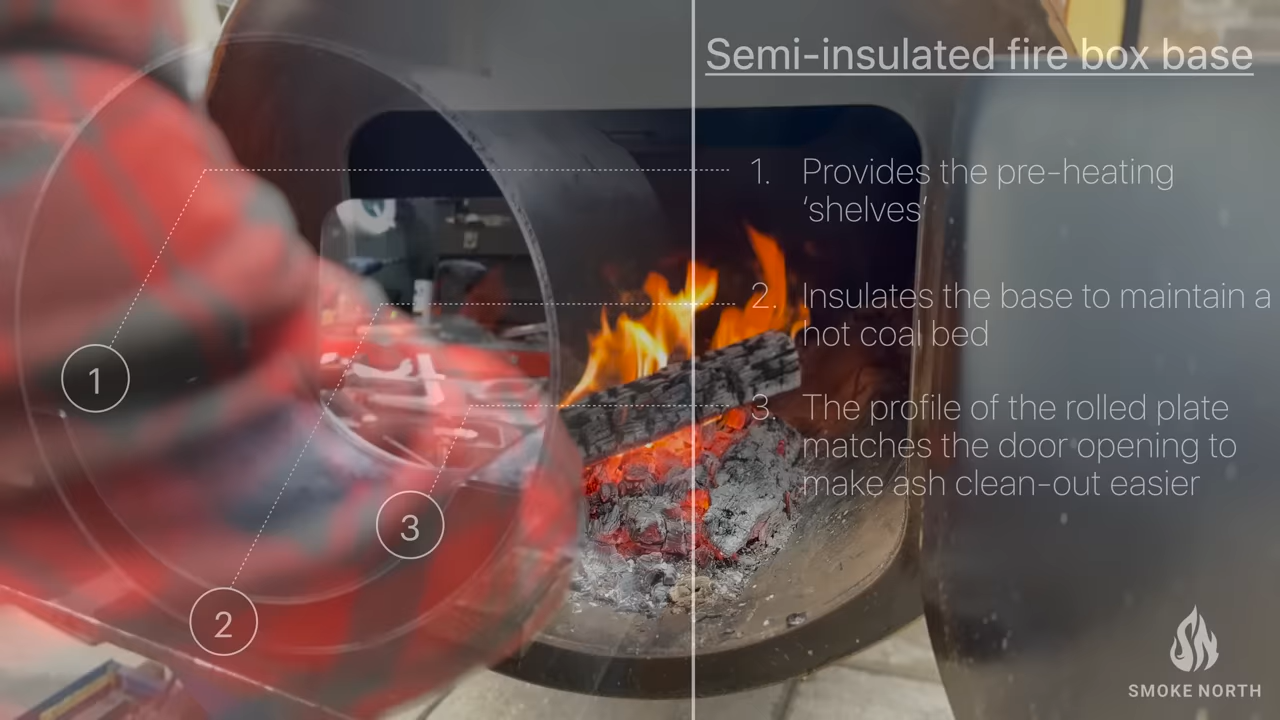 Semi-insulated fire box base
1. Provides the pre-heating
‘shelves’
2. Insulates the base to maintain a
hot coal bed
3. The profile of the rolled plate
matches the door opening to
make ash clean-out easier
1
3
2
SN
SMOKE NORTH